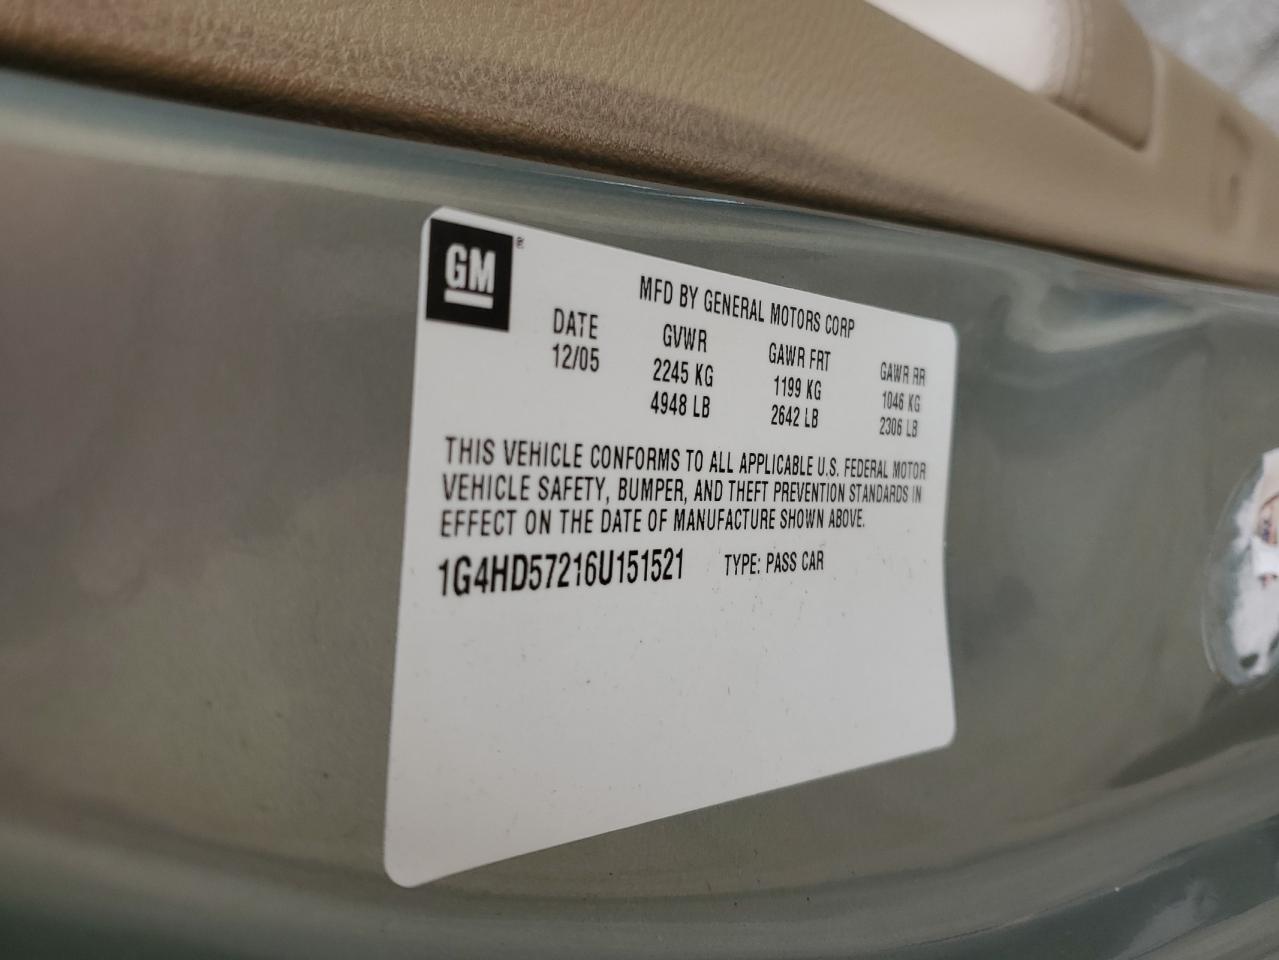 GM ®
MFD BY GENERAL MOTORS CORP
DATE GVWR GAWR FRT GAWR RR
12/05 2245 KG 1199 KG 1046 KG
4948 LB 2642 LB 2306 LB
THIS VEHICLE CONFORMS TO ALL APPLICABLE U.S. FEDERAL MOTOR
VEHICLE SAFETY, BUMPER, AND THEFT PREVENTION STANDARDS IN
EFFECT ON THE DATE OF MANUFACTURE SHOWN ABOVE.
1G4HD57216U151521 TYPE: PASS CAR